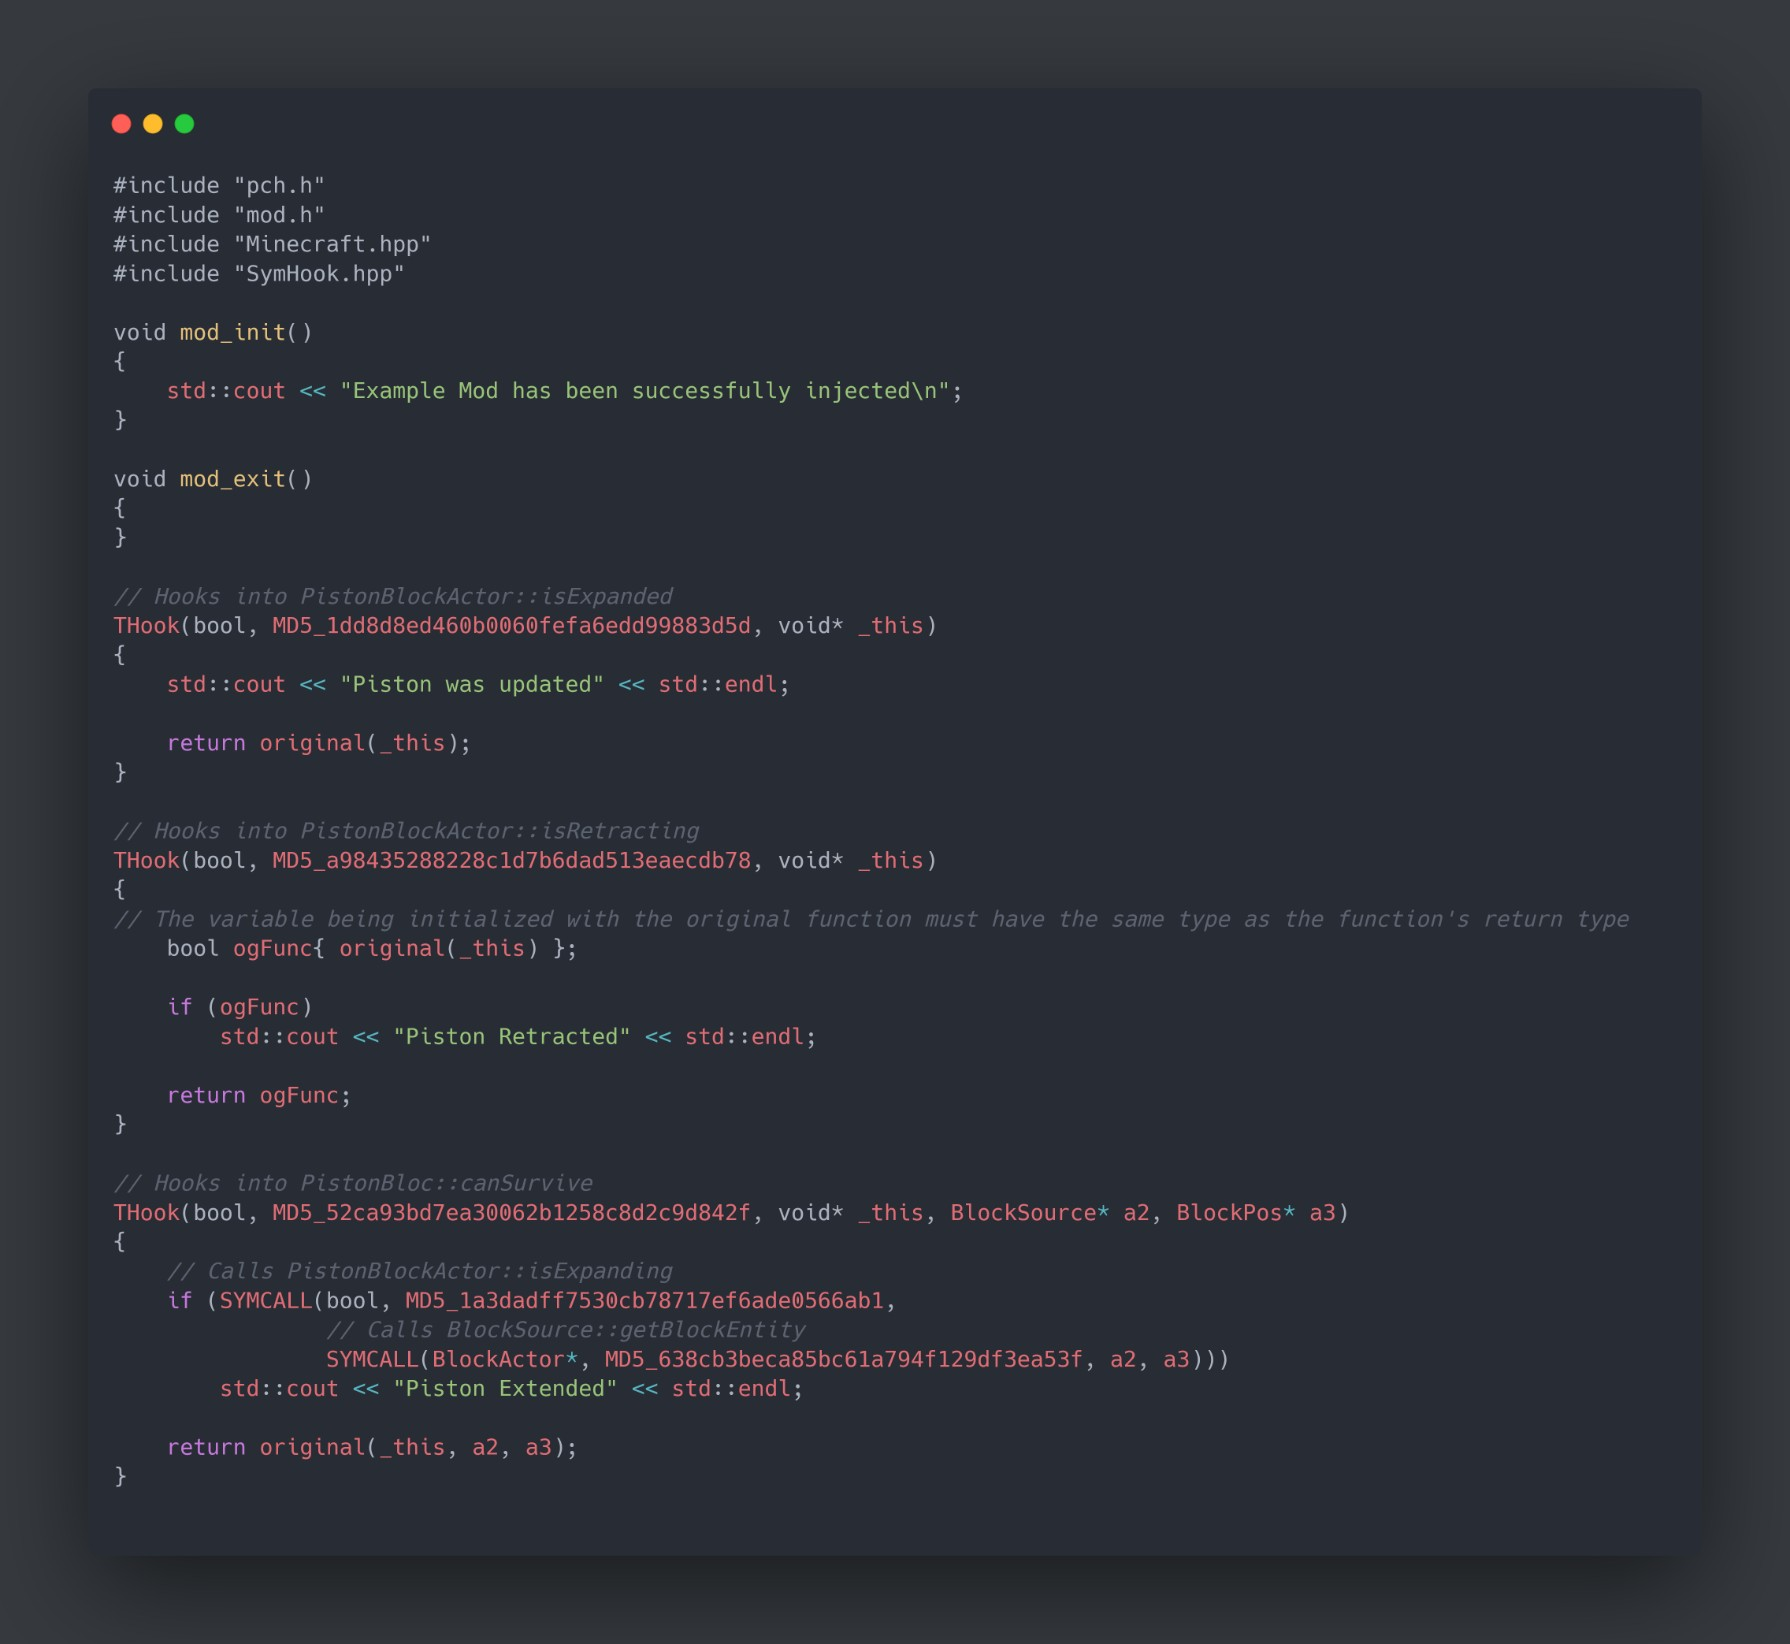 #include "pch.h"
#include "mod.h"
#include "Minecraft.hpp"
#include "SymHook.hpp"

void mod_init()
{
    std::cout << "Example Mod has been successfully injected\n";
}

void mod_exit()
{
}

// Hooks into PistonBlockActor::isExpanded
THook(bool, MD5_1dd8d8ed460b0060fefa6edd99883d5d, void* _this)
{
    std::cout << "Piston was updated" << std::endl;

    return original(_this);
}

// Hooks into PistonBlockActor::isRetracting
THook(bool, MD5_a98435288228c1d7b6dad513eaecdb78, void* _this)
{
// The variable being initialized with the original function must have the same type as the function's return type
    bool ogFunc{ original(_this) };

    if (ogFunc)
        std::cout << "Piston Retracted" << std::endl;

    return ogFunc;
}

// Hooks into PistonBloc::canSurvive
THook(bool, MD5_52ca93bd7ea30062b1258c8d2c9d842f, void* _this, BlockSource* a2, BlockPos* a3)
{
    // Calls PistonBlockActor::isExpanding
    if (SYMCALL(bool, MD5_1a3dadff7530cb78717ef6ade0566ab1,
                // Calls BlockSource::getBlockEntity
                SYMCALL(BlockActor*, MD5_638cb3beca85bc61a794f129df3ea53f, a2, a3)))
        std::cout << "Piston Extended" << std::endl;

    return original(_this, a2, a3);
}